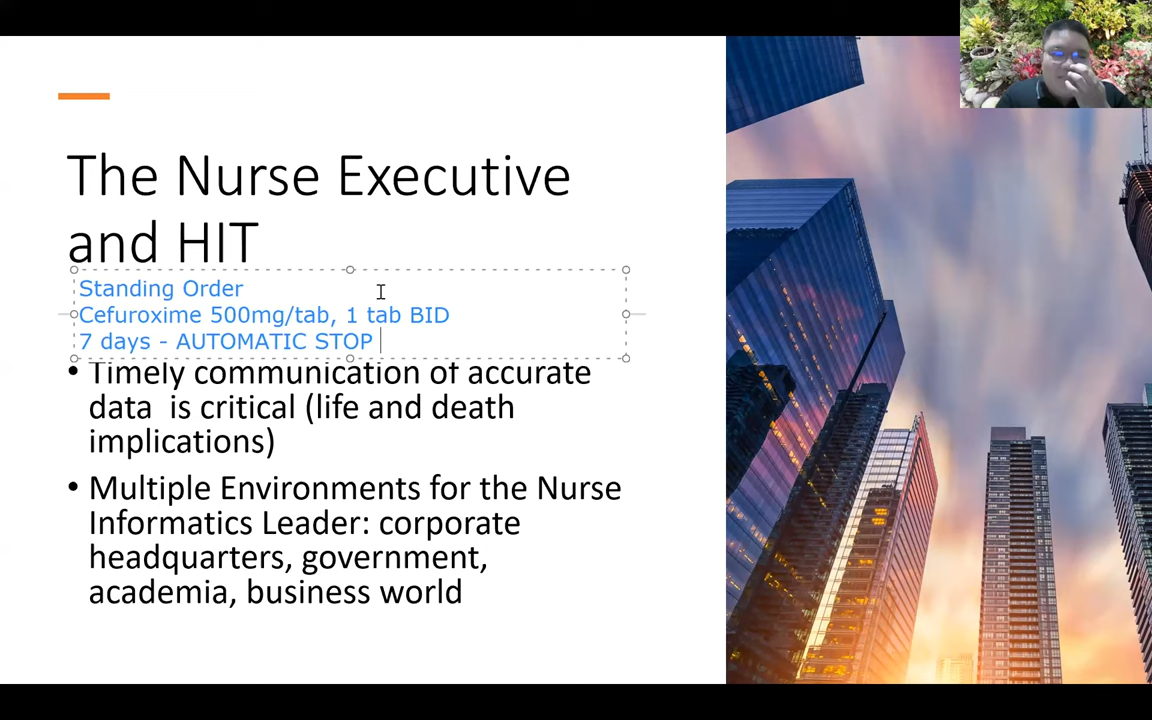 The Nurse Executive
and HIT
Standing Order
Cefuroxime 500mg/tab, 1 tab BID
7 days - AUTOMATIC STOP
• Timely communication of accurate
data is critical (life and death
implications)
• Multiple Environments for the Nurse
Informatics Leader: corporate
headquarters, government,
academia, business world